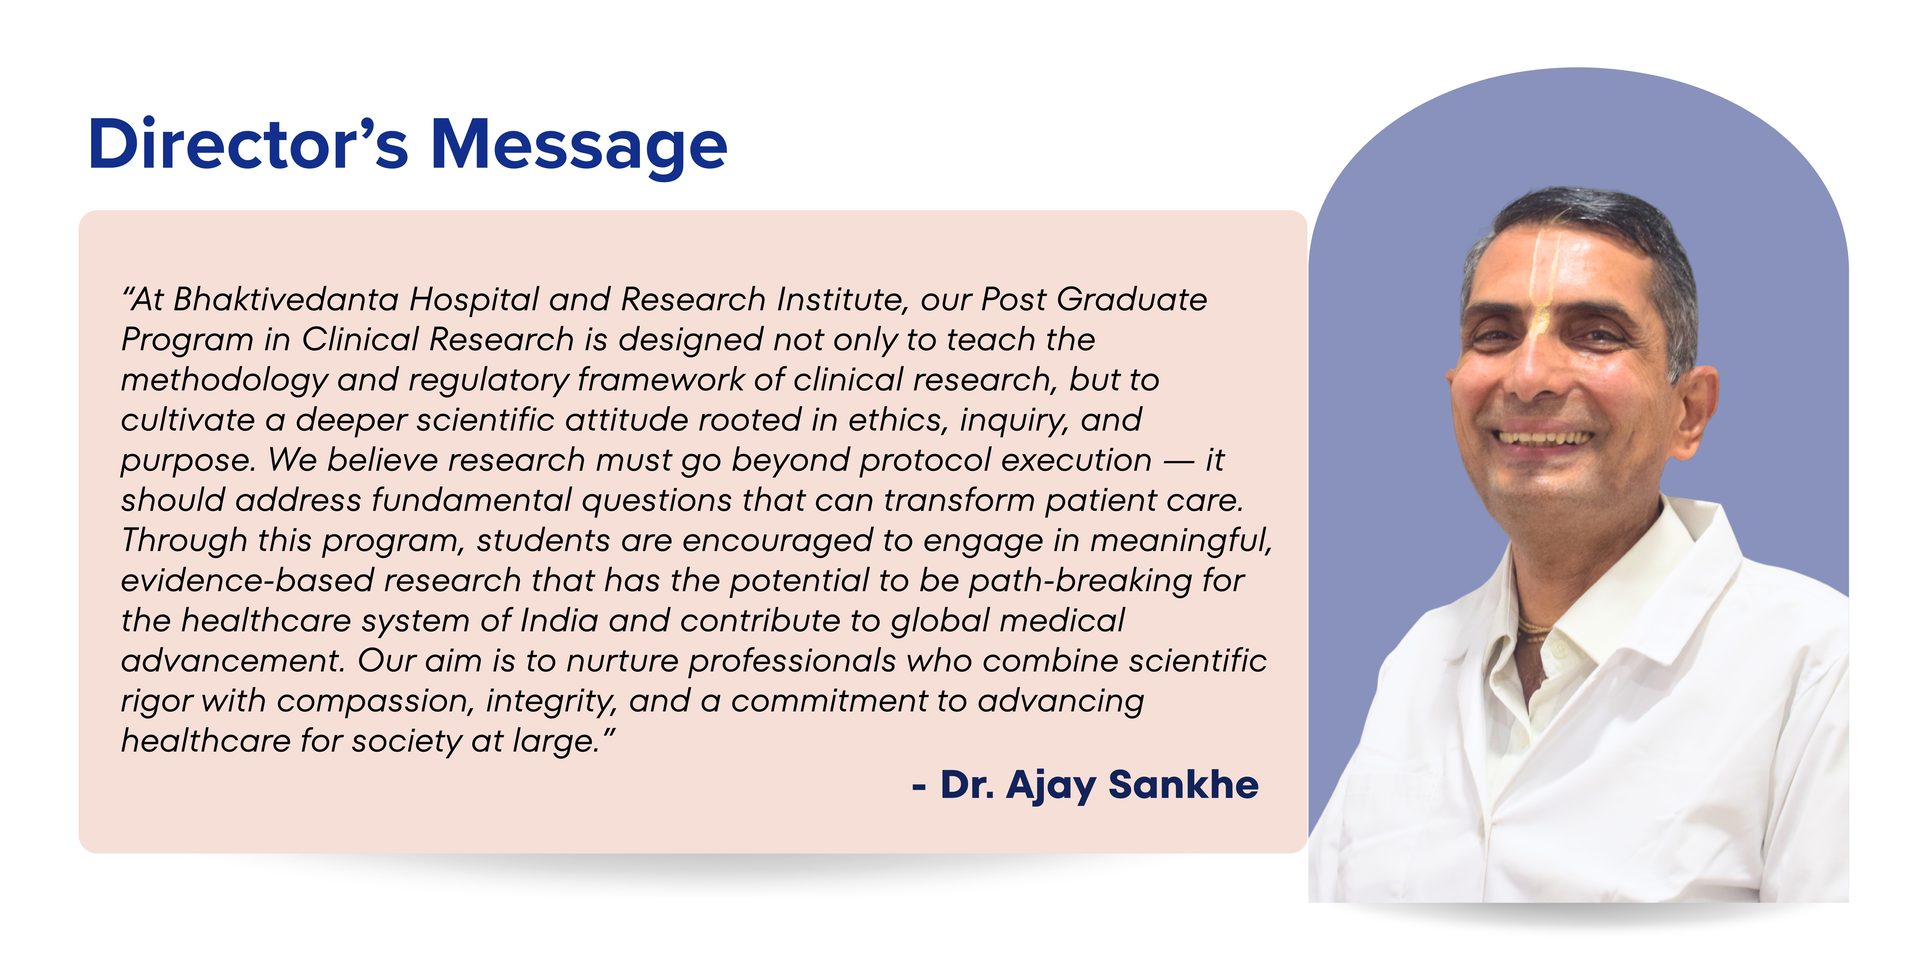 Director’s Message
“At Bhaktivedanta Hospital and Research Institute, our Post Graduate
Program in Clinical Research is designed not only to teach the
methodology and regulatory framework of clinical research, but to
cultivate a deeper scientific attitude rooted in ethics, inquiry, and
purpose. We believe research must go beyond protocol execution — it
should address fundamental questions that can transform patient care.
Through this program, students are encouraged to engage in meaningful,
evidence-based research that has the potential to be path-breaking for
the healthcare system of India and contribute to global medical
advancement. Our aim is to nurture professionals who combine scientific
rigor with compassion, integrity, and a commitment to advancing
healthcare for society at large.”
- Dr. Ajay Sankhe